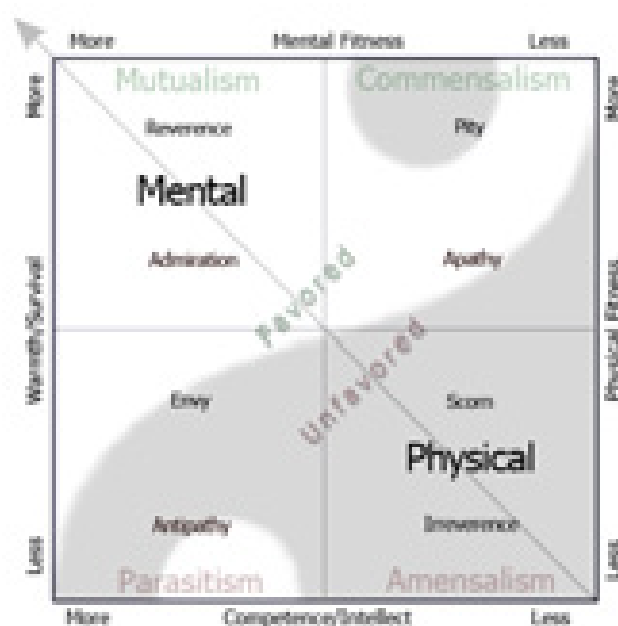 More Mental Fitness Less
More
Mutualism
Commensalism
More
Reverence
Pity
Mental
Admiration
Apathy
Favored
Warmth/Survival
Physical Fitness
Unfavored
Envy
Scorn
Physical
Antipathy
Irreverence
Less
Parasitism
Amensalism
Less
More Competence/Intellect Less